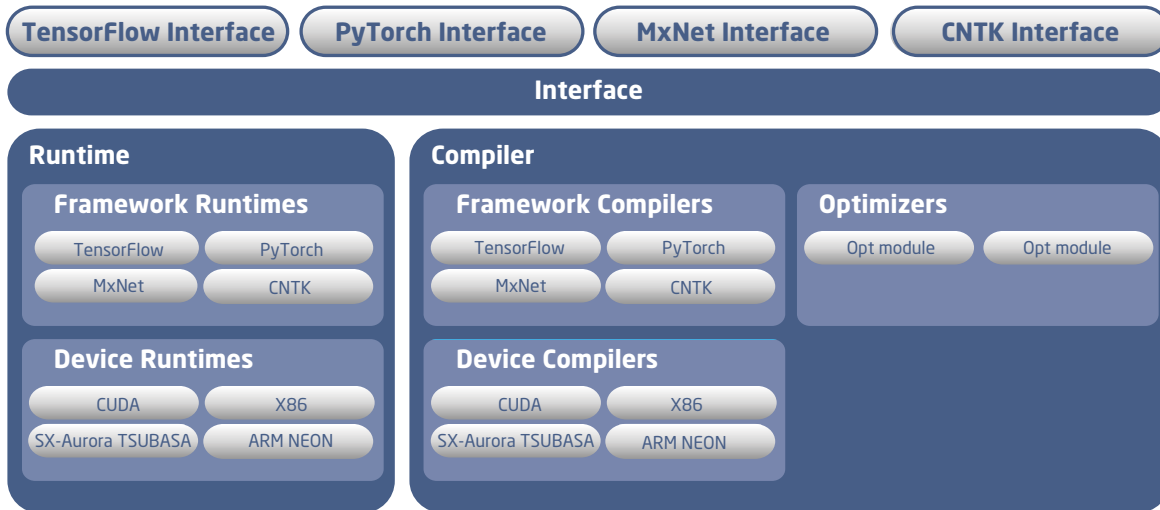 TensorFlow Interface
PyTorch Interface
MxNet Interface
CNTK Interface
Interface
Runtime
Framework Runtimes
TensorFlow
PyTorch
MxNet
CNTK
Device Runtimes
CUDA
X86
SX-Aurora TSUBASA
ARM NEON
Compiler
Framework Compilers
TensorFlow
PyTorch
MxNet
CNTK
Optimizers
Opt module
Opt module
Device Compilers
CUDA
X86
SX-Aurora TSUBASA
ARM NEON